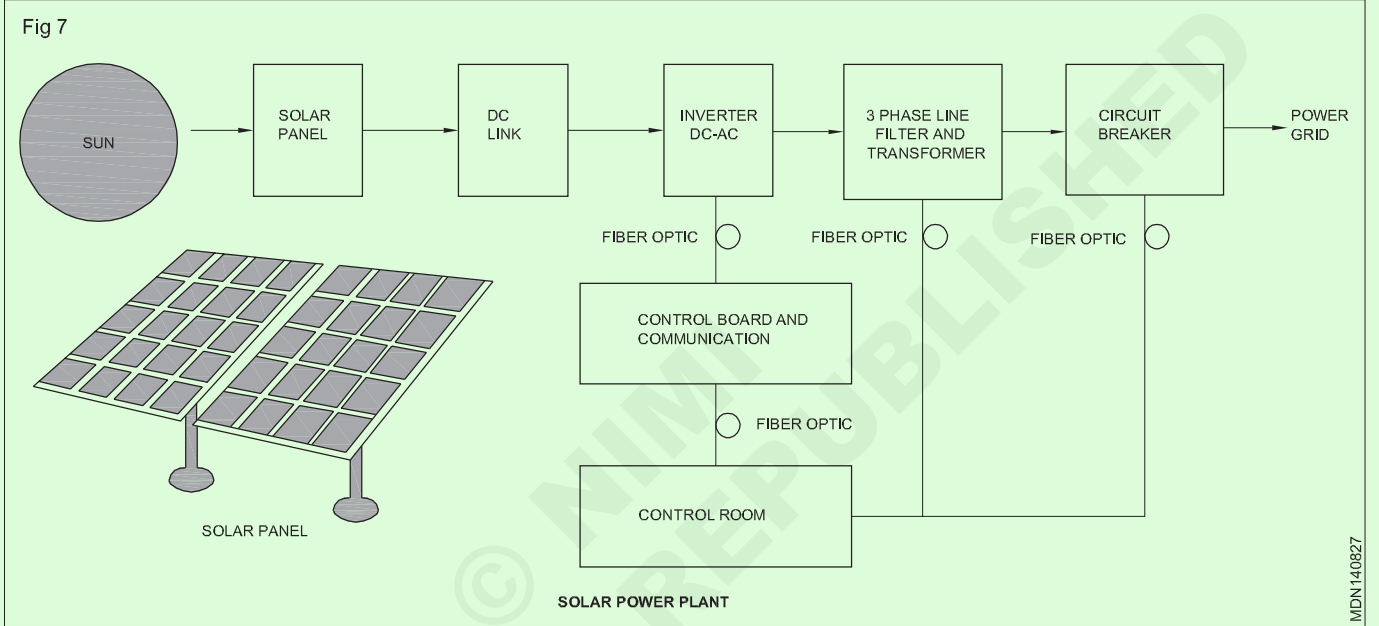 Fig 7
SUN
SOLAR
PANEL
DC
LINK
INVERTER
DC-AC
3 PHASE LINE
FILTER AND
TRANSFORMER
CIRCUIT
BREAKER
POWER
GRID
FIBER OPTIC
FIBER OPTIC
FIBER OPTIC
CONTROL BOARD AND
COMMUNICATION
FIBER OPTIC
CONTROL ROOM
SOLAR PANEL
SOLAR POWER PLANT
MDN140827
© NIMI
REPUBLISHED